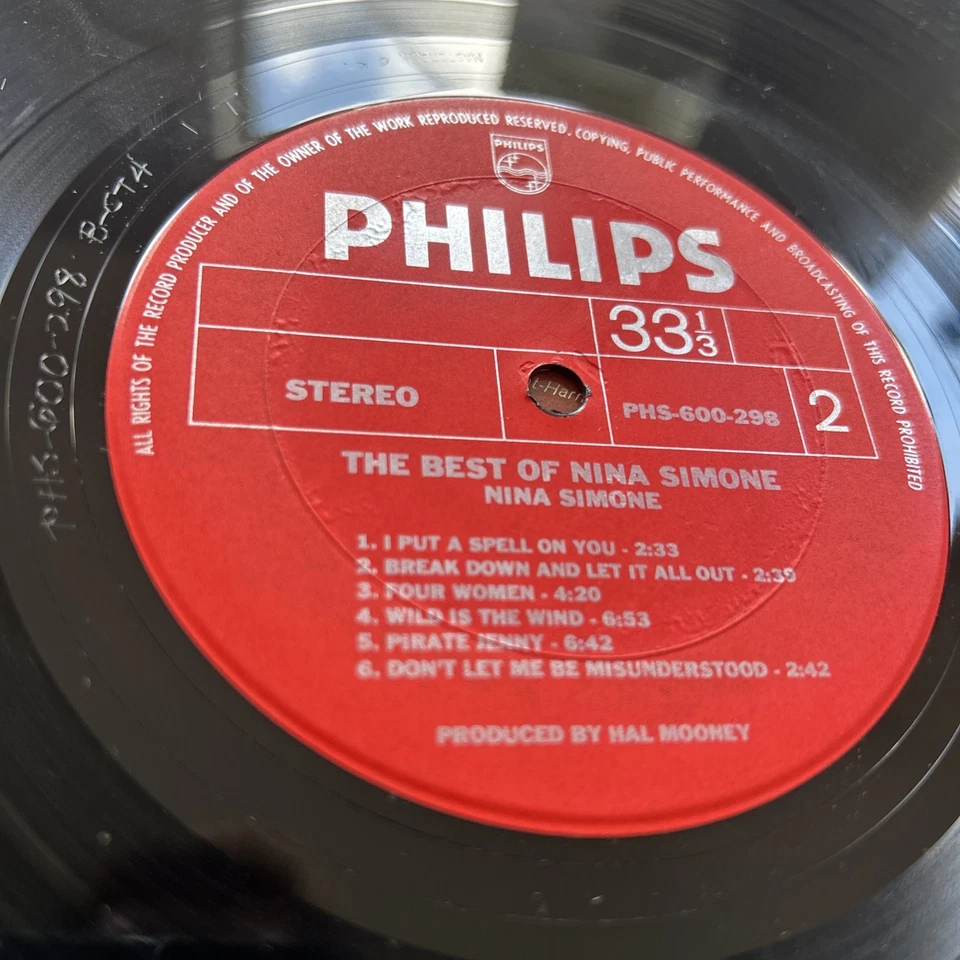 ALL RIGHTS OF THE RECORD PRODUCER AND OF THE OWNER OF THE WORK REPRODUCED RESERVED. COPYING, PUBLIC PERFORMANCE AND BROADCASTING OF THIS RECORD PROHIBITED
PHILIPS
PHILIPS
33 1/3
STEREO
PHS-600-298
2
THE BEST OF NINA SIMONE
NINA SIMONE
1. I PUT A SPELL ON YOU - 2:33
2. BREAK DOWN AND LET IT ALL OUT - 2:39
3. FOUR WOMEN - 4:20
4. WILD IS THE WIND - 6:53
5. PIRATE JENNY - 6:42
6. DON'T LET ME BE MISUNDERSTOOD - 2:42
PRODUCED BY HAL MOONEY
PHS-600-298 B-CT4